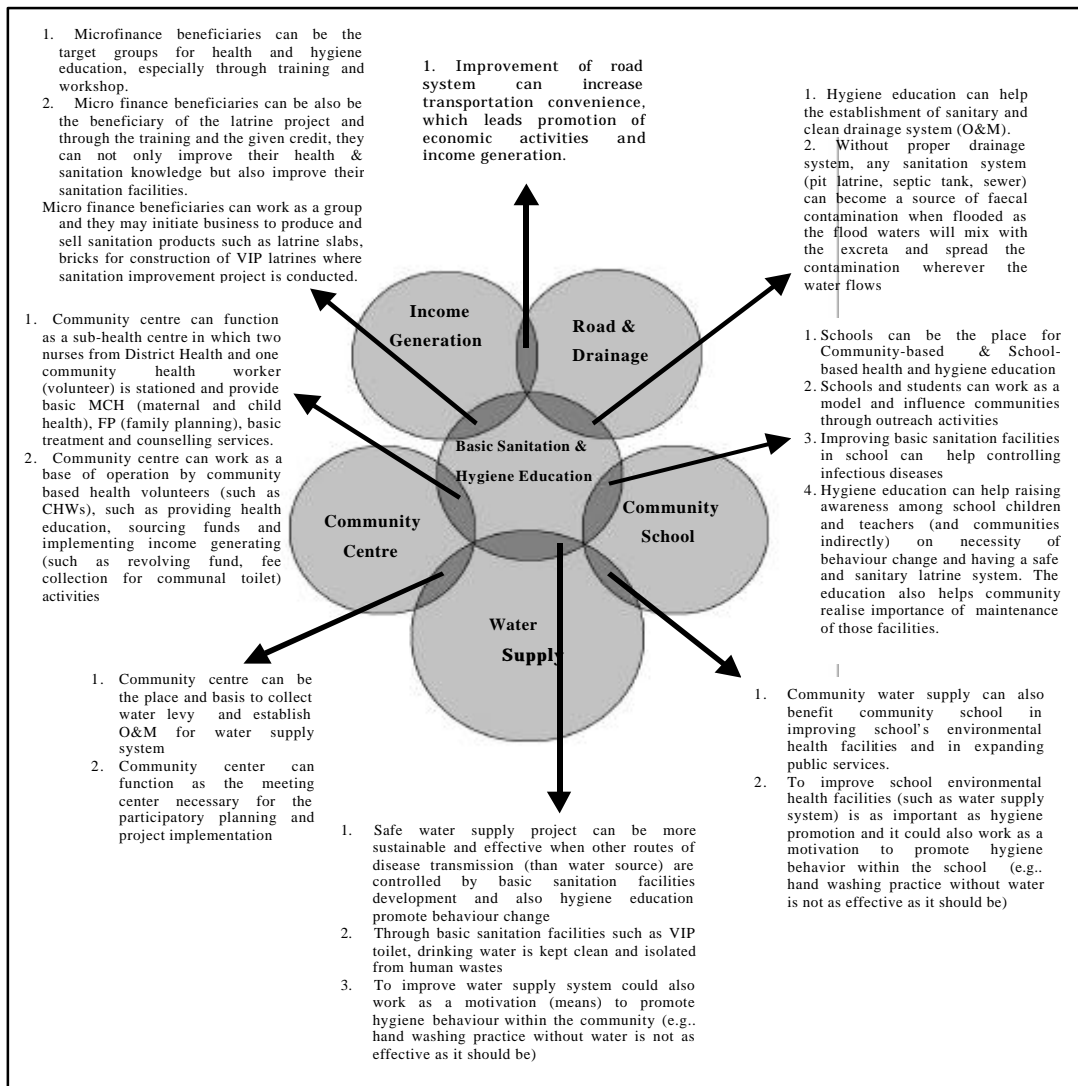 1. Microfinance beneficiaries can be the
target groups for health and hygiene
education, especially through training and
workshop.
2. Micro finance beneficiaries can be also be
the beneficiary of the latrine project and
through the training and the given credit, they
can not only improve their health &
sanitation knowledge but also improve their
sanitation facilities.
Micro finance beneficiaries can work as a group
and they may initiate business to produce and
sell sanitation products such as latrine slabs,
bricks for construction of VIP latrines where
sanitation improvement project is conducted.
1. Improvement of road
system can increase
transportation convenience,
which leads promotion of
economic activities and
income generation.
1. Hygiene education can help
the establishment of sanitary and
clean drainage system (O&M).
2. Without proper drainage
system, any sanitation system
(pit latrine, septic tank, sewer)
can become a source of faecal
contamination when flooded as
the flood waters will mix with
the excreta and spread the
contamination wherever the
water flows
1. Community centre can function
as a sub-health centre in which two
nurses from District Health and one
community health worker
(volunteer) is stationed and provide
basic MCH (maternal and child
health), FP (family planning), basic
treatment and counselling services.
2. Community centre can work as a
base of operation by community
based health volunteers (such as
CHWs), such as providing health
education, sourcing funds and
implementing income generating
(such as revolving fund, fee
collection for communal toilet)
activities
Income
Generation
Road &
Drainage
Basic Sanitation &
Hygiene Education
Community
Centre
Community
School
Water
Supply
1. Schools can be the place for
Community-based & School-
based health and hygiene education
2. Schools and students can work as a
model and influence communities
through outreach activities
3. Improving basic sanitation facilities
in school can help controlling
infectious diseases
4. Hygiene education can help raising
awareness among school children
and teachers (and communities
indirectly) on necessity of
behaviour change and having a safe
and sanitary latrine system. The
education also helps community
realise importance of maintenance
of those facilities.
1. Community centre can be
the place and basis to collect
water levy and establish
O&M for water supply
system
2. Community center can
function as the meeting
center necessary for the
participatory planning and
project implementation
1. Safe water supply project can be more
sustainable and effective when other routes of
disease transmission (than water source) are
controlled by basic sanitation facilities
development and also hygiene education
promote behaviour change
2. Through basic sanitation facilities such as VIP
toilet, drinking water is kept clean and isolated
from human wastes
3. To improve water supply system could also
work as a motivation (means) to promote
hygiene behaviour within the community (e.g..
hand washing practice without water is not as
effective as it should be)
1. Community water supply can also
benefit community school in
improving school's environmental
health facilities and in expanding
public services.
2. To improve school environmental
health facilities (such as water supply
system) is as important as hygiene
promotion and it could also work as a
motivation to promote hygiene
behavior within the school (e.g..
hand washing practice without water
is not as effective as it should be)